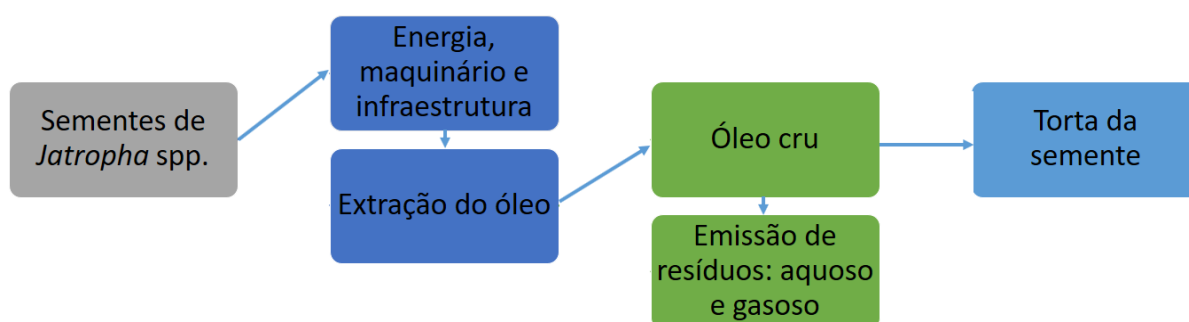 Sementes de
Jatropha spp.
Energia,
maquinário e
infraestrutura
Extração do óleo
Óleo cru
Emissão de
resíduos: aquoso
e gasoso
Torta da
semente